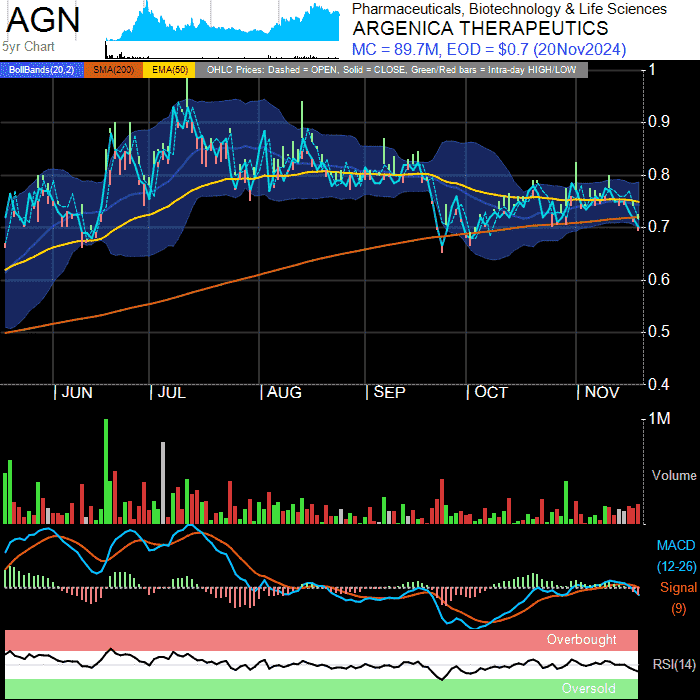 AGN
5yr Chart
Pharmaceuticals, Biotechnology & Life Sciences
ARGENICA THERAPEUTICS
MC = 89.7M, EOD = $0.7 (20Nov2024)
BollBands(20,2) SMA(200) EMA(50) OHLC Prices: Dashed = OPEN, Solid = CLOSE, Green/Red bars = Intra-day HIGH/LOW
1
0.9
0.8
0.7
0.6
0.5
0.4
JUN JUL AUG SEP OCT NOV
1M
Volume
MACD
(12-26)
Signal
(9)
Overbought
RSI(14)
Oversold